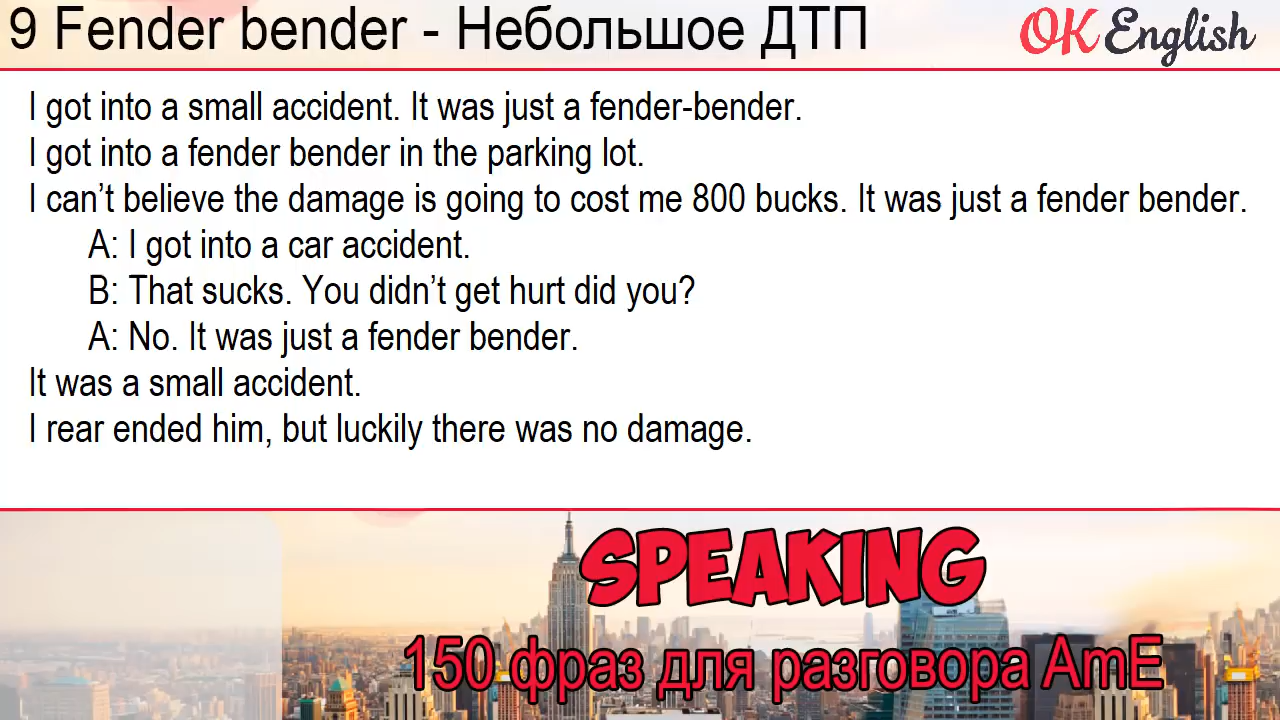 9 Fender bender - Небольшое ДТП
OK English
I got into a small accident. It was just a fender-bender.
I got into a fender bender in the parking lot.
I can’t believe the damage is going to cost me 800 bucks. It was just a fender bender.
A: I got into a car accident.
B: That sucks. You didn’t get hurt did you?
A: No. It was just a fender bender.
It was a small accident.
I rear ended him, but luckily there was no damage.
SPEAKING
150 фраз для разговора AmE